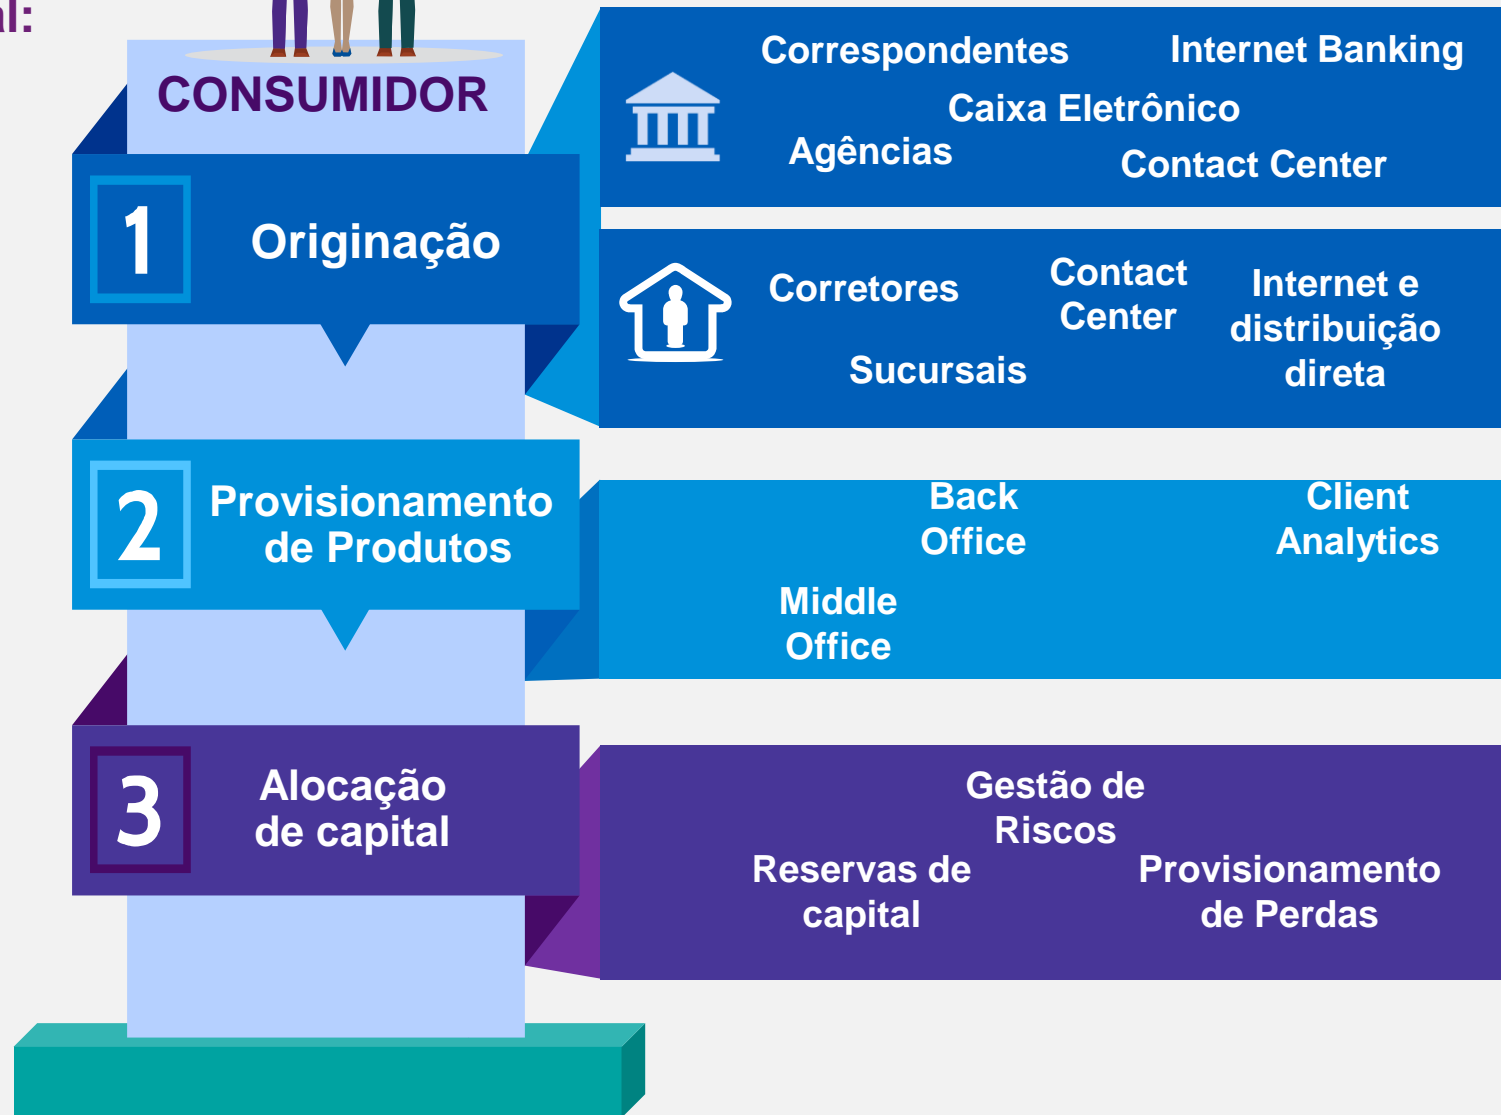 al:
CONSUMIDOR
1
Originação
Correspondentes
Internet Banking
Caixa Eletrônico
Agências
Contact Center
Corretores
Contact
Center
Internet e
distribuição
direta
Sucursais
2
Provisionamento
de Produtos
Back
Office
Client
Analytics
Middle
Office
3
Alocação
de capital
Gestão de
Riscos
Reservas de
capital
Provisionamento
de Perdas